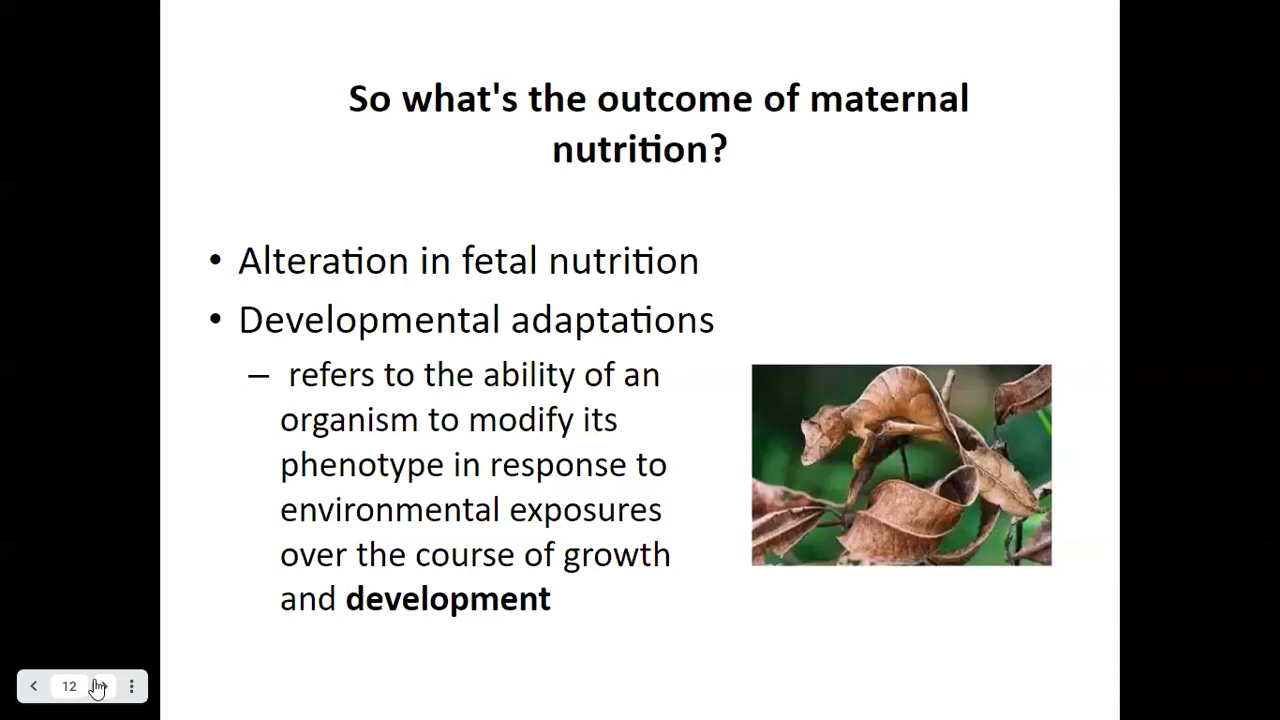 So what's the outcome of maternal
nutrition?
• Alteration in fetal nutrition
• Developmental adaptations
– refers to the ability of an
organism to modify its
phenotype in response to
environmental exposures
over the course of growth
and development
12